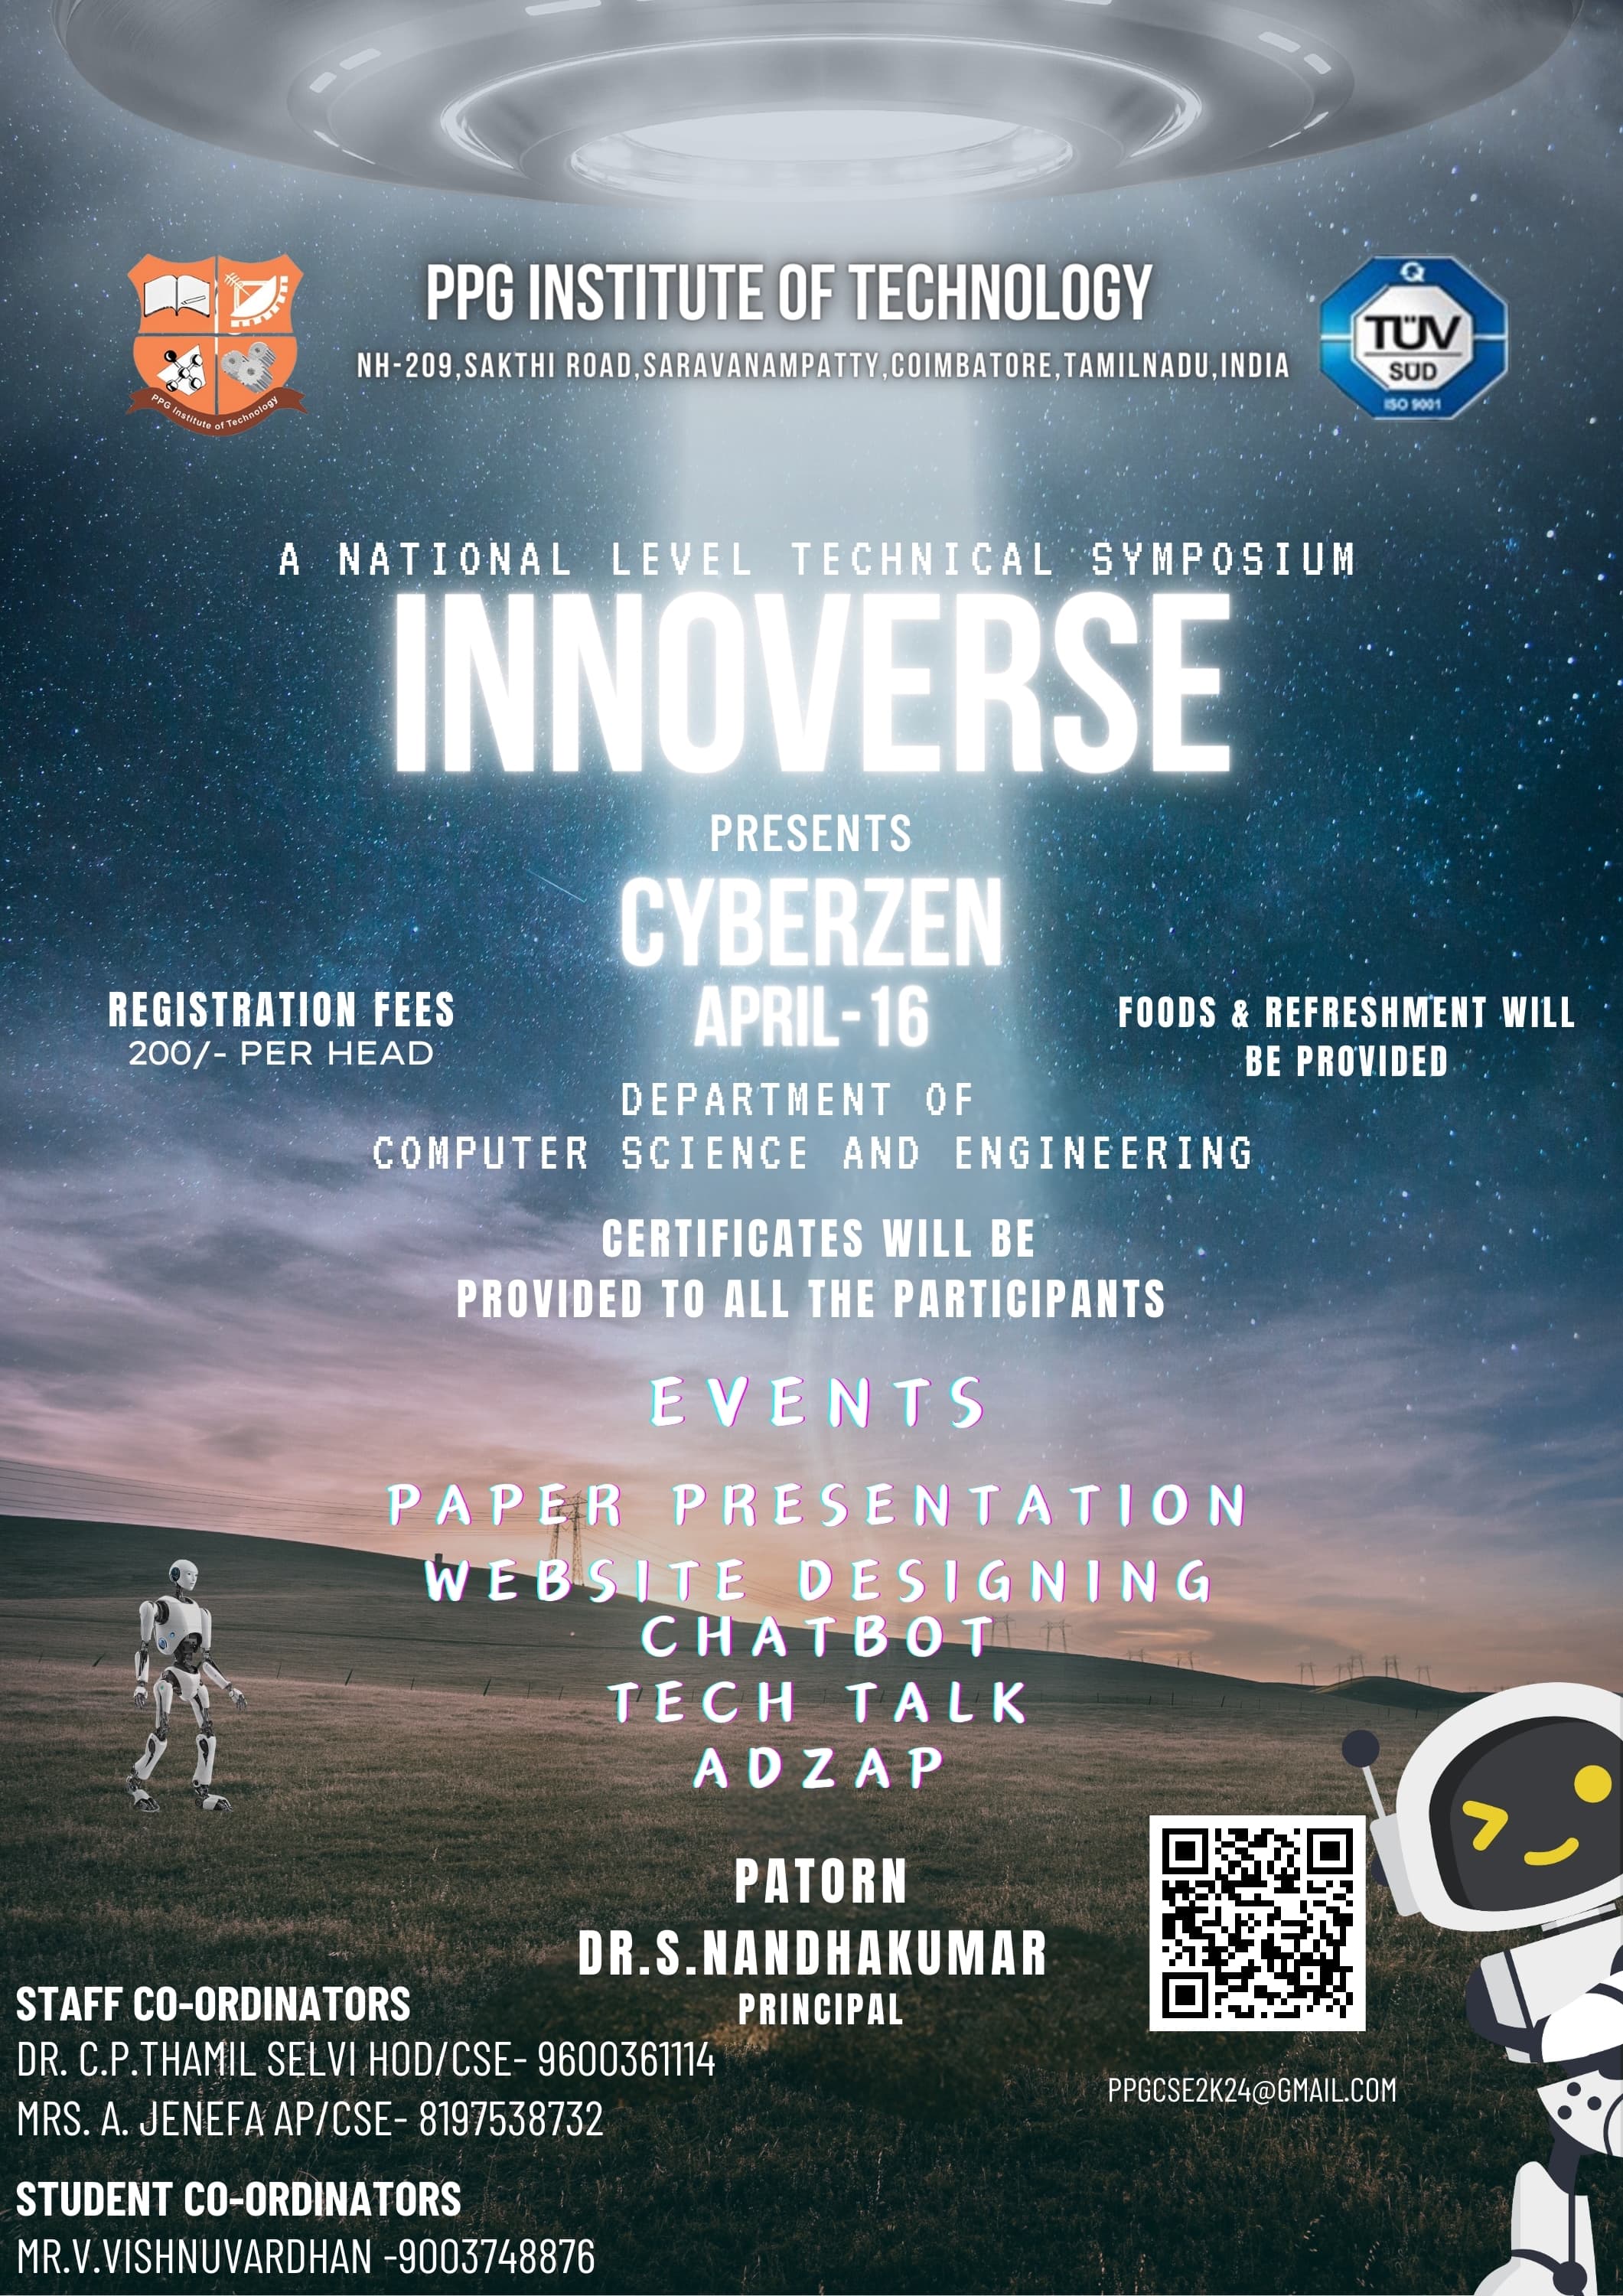 PPG INSTITUTE OF TECHNOLOGY
NH-209,SAKTHI ROAD,SARAVANAMPATTY,COIMBATORE,TAMILNADU,INDIA
PPG Institute of Technology
Q
TÜV
SÜD
ISO 9001
A NATIONAL LEVEL TECHNICAL SYMPOSIUM
INNOVERSE
PRESENTS
CYBERZEN
APRIL-16
REGISTRATION FEES
200/- PER HEAD
FOODS & REFRESHMENT WILL
BE PROVIDED
DEPARTMENT OF
COMPUTER SCIENCE AND ENGINEERING
CERTIFICATES WILL BE
PROVIDED TO ALL THE PARTICIPANTS
EVENTS
PAPER PRESENTATION
WEBSITE DESIGNING
CHATBOT
TECH TALK
ADZAP
PATORN
DR.S.NANDHAKUMAR
PRINCIPAL
STAFF CO-ORDINATORS
DR. C.P.THAMIL SELVI HOD/CSE- 9600361114
MRS. A. JENEFA AP/CSE- 8197538732
PPGCSE2K24@GMAIL.COM
STUDENT CO-ORDINATORS
MR.V.VISHNUVARDHAN -9003748876